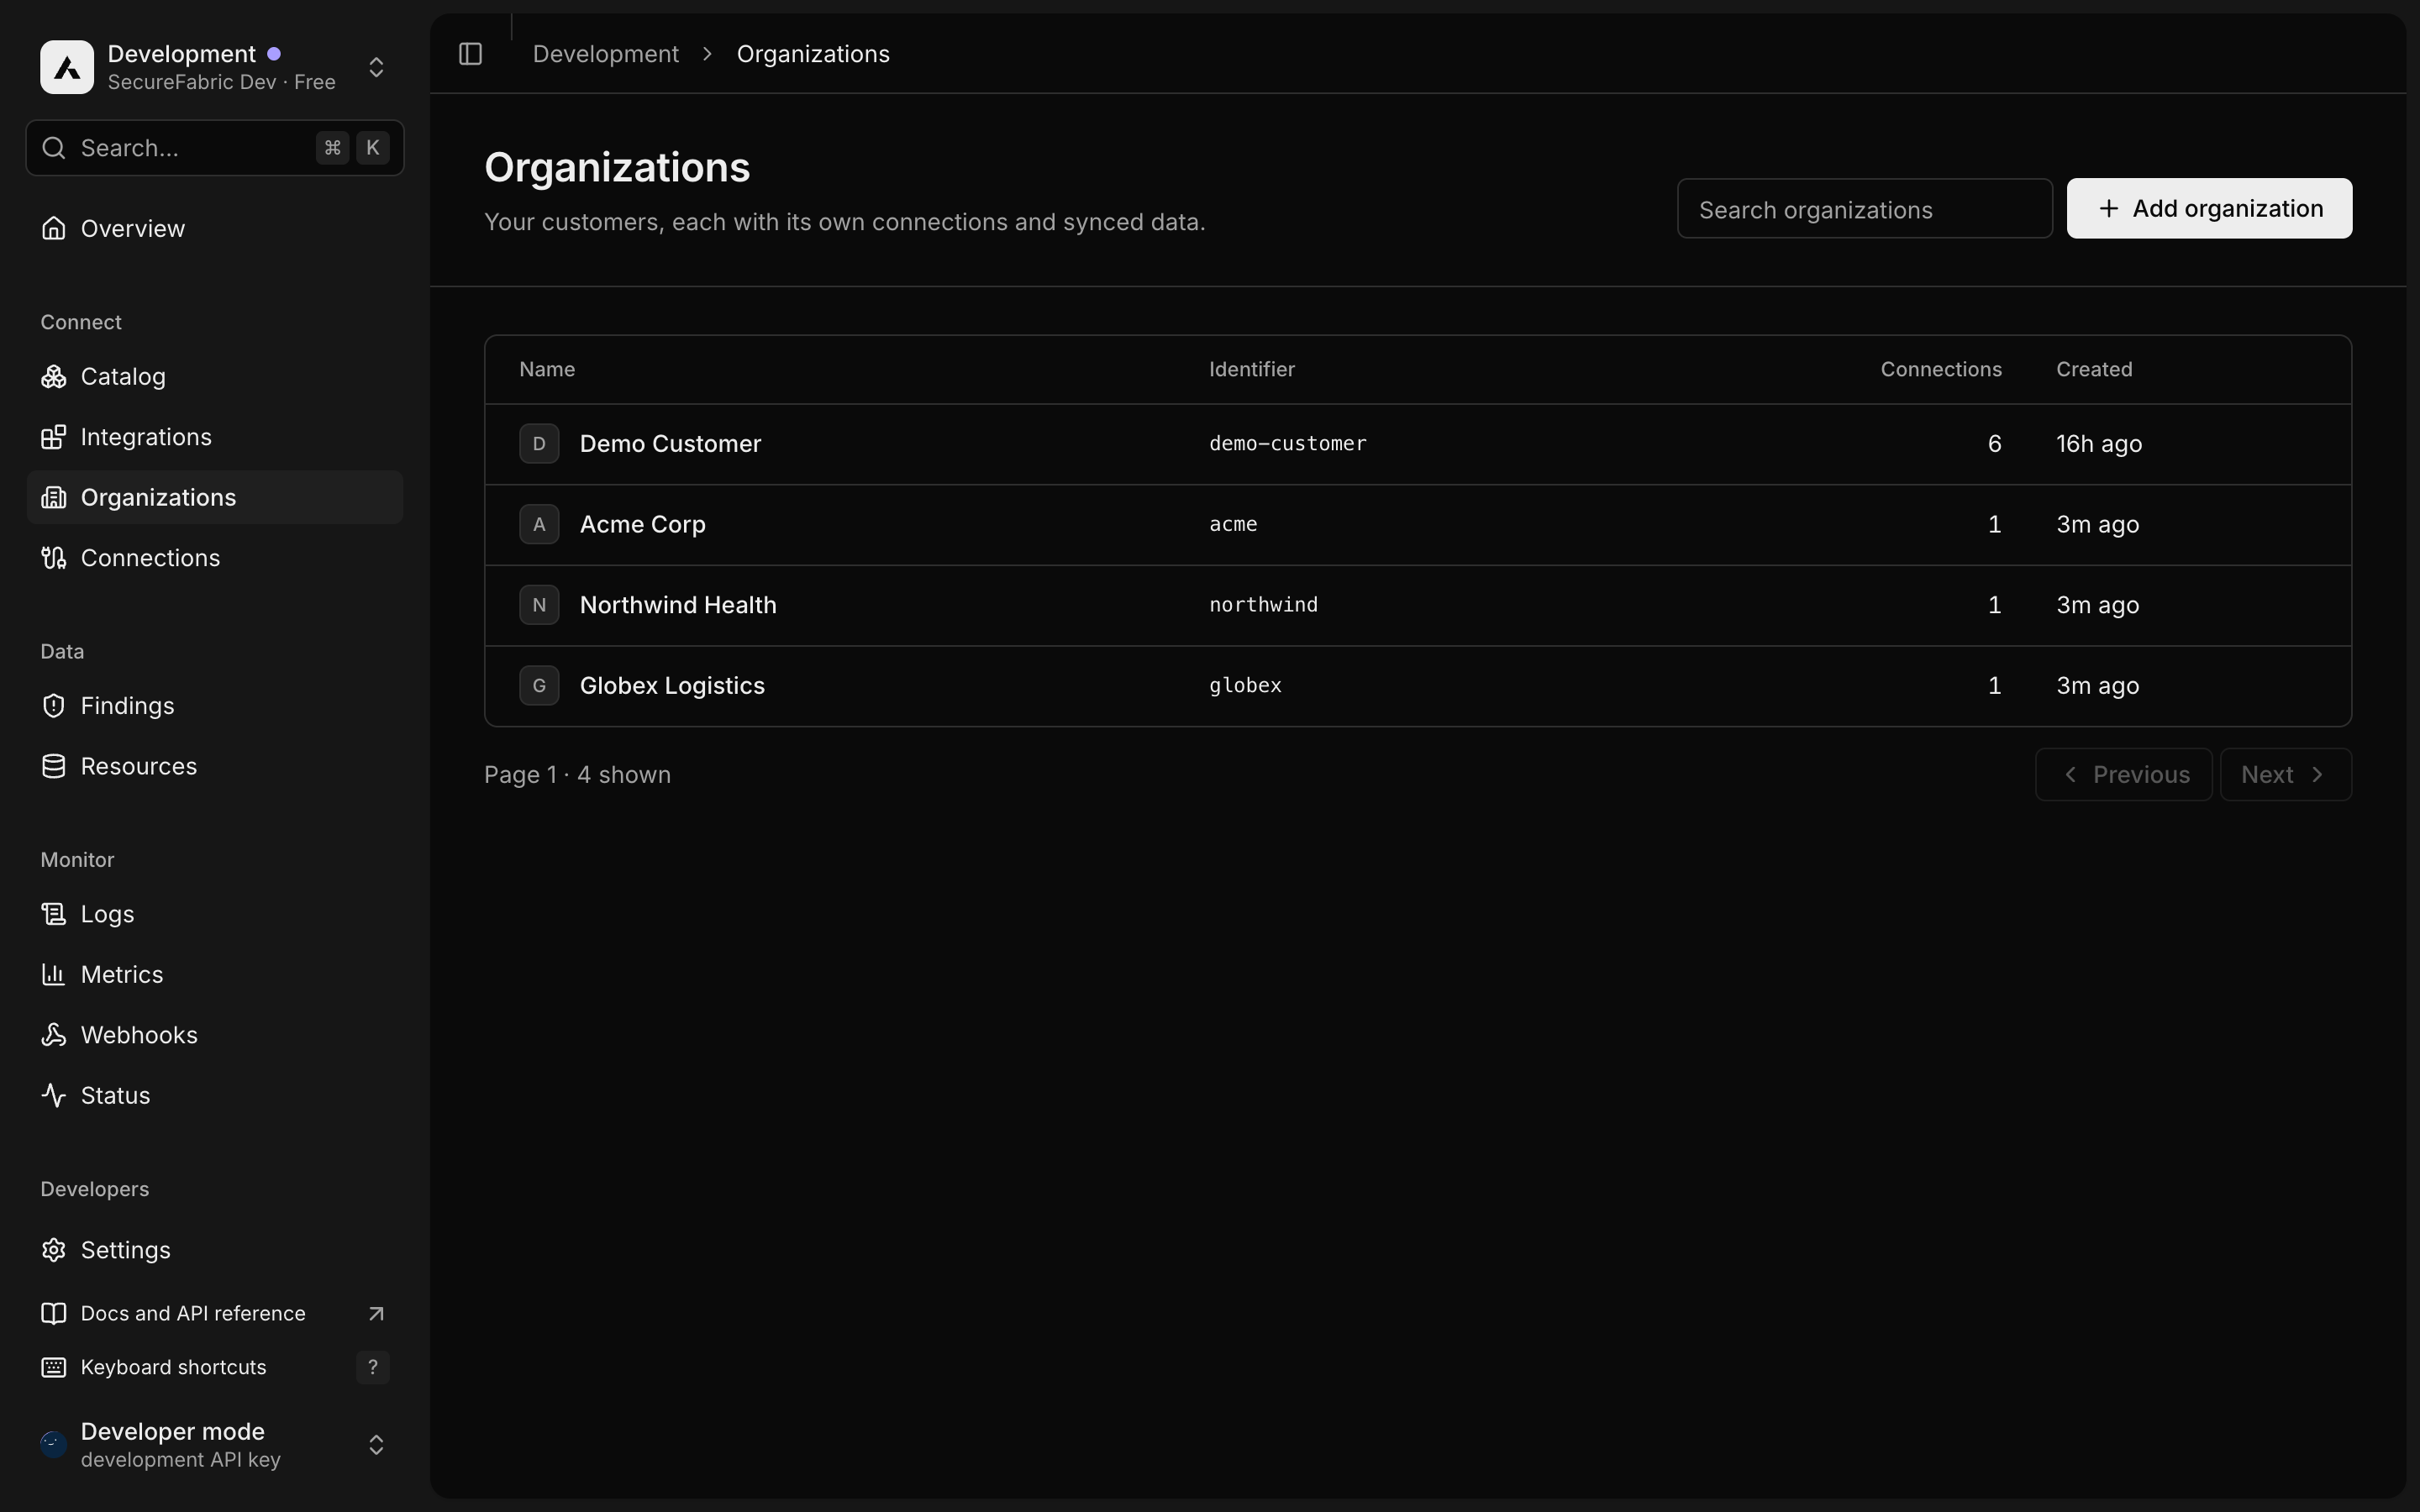 Development
SecureFabric Dev · Free
Search...
⌘ K
Overview
Connect
Catalog
Integrations
Organizations
Connections
Data
Findings
Resources
Monitor
Logs
Metrics
Webhooks
Status
Developers
Settings
Docs and API reference
Keyboard shortcuts ?
Developer mode
development API key
Development > Organizations
Organizations
Your customers, each with its own connections and synced data.
Search organizations
+ Add organization
Name Identifier Connections Created
D Demo Customer demo-customer 6 16h ago
A Acme Corp acme 1 3m ago
N Northwind Health northwind 1 3m ago
G Globex Logistics globex 1 3m ago
Page 1 · 4 shown
Previous Next